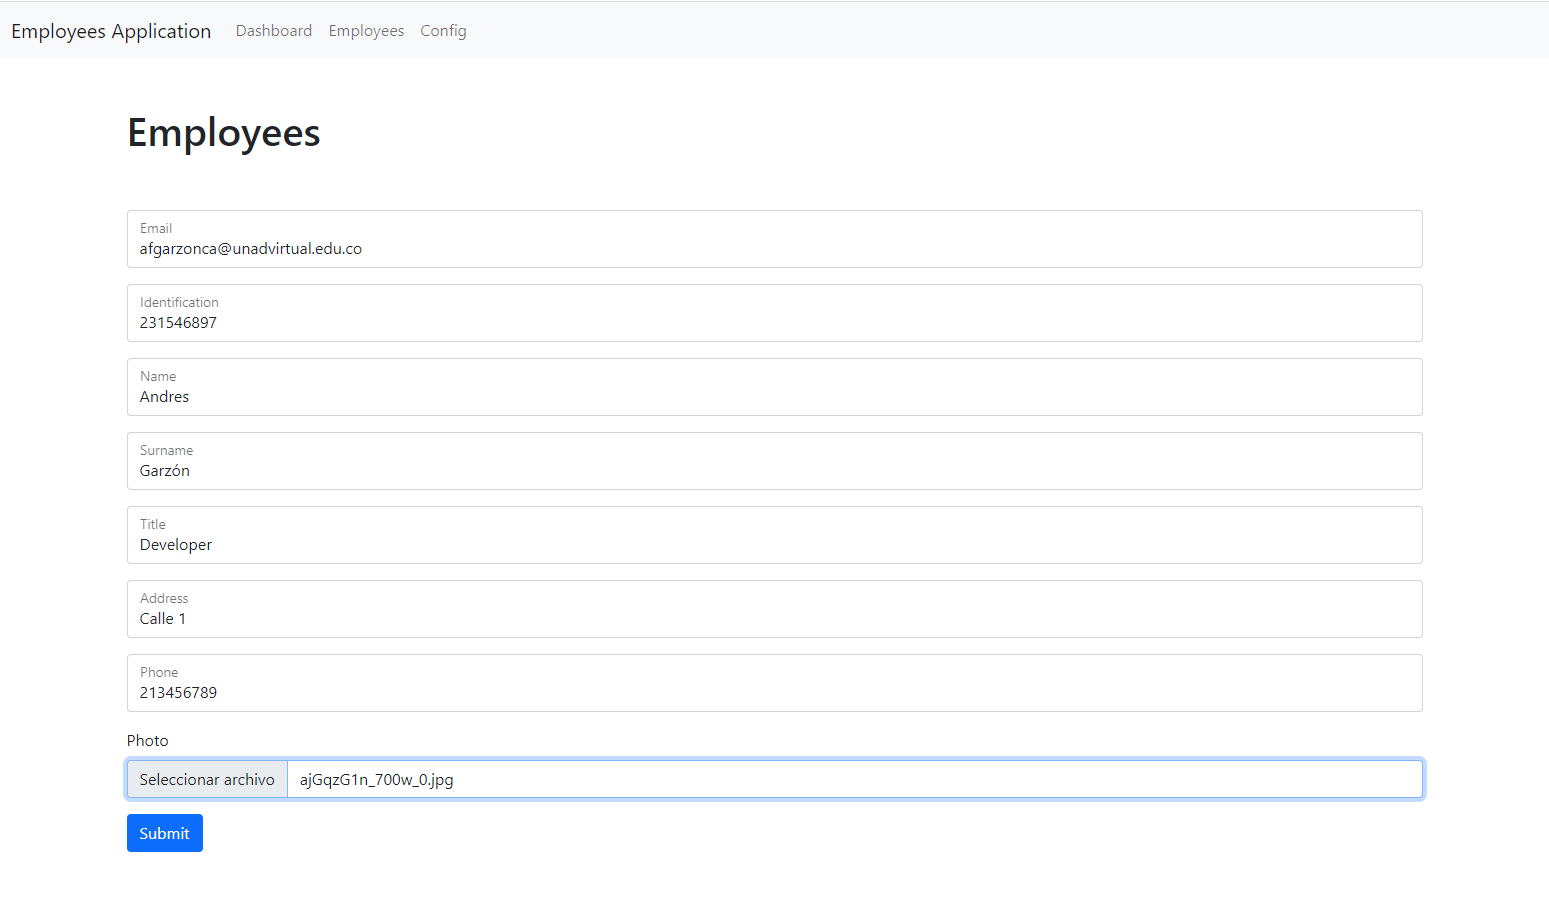 Employees Application Dashboard Employees Config
Employees
Email
afgarzonca@unadvirtual.edu.co
Identification
231546897
Name
Andres
Surname
Garzón
Title
Developer
Address
Calle 1
Phone
213456789
Photo
Seleccionar archivo ajGqzG1n_700w_0.jpg
Submit